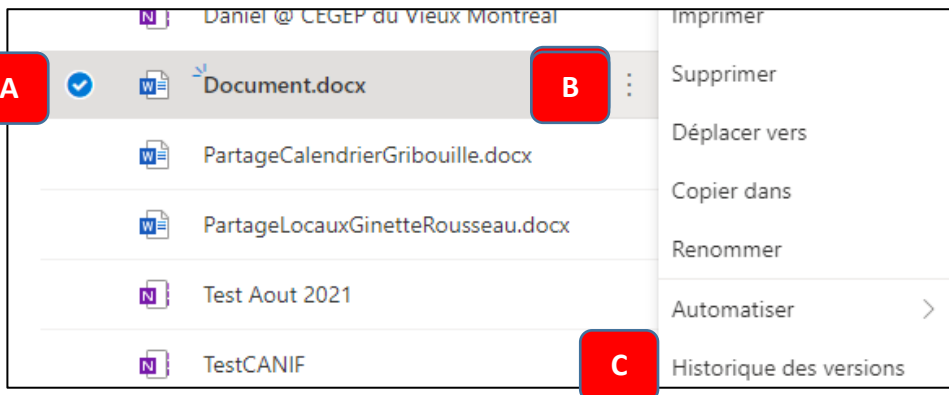 Daniel @ CEGEP du Vieux Montréal
Imprimer
A
Document.docx
B
Supprimer
Déplacer vers
PartageCalendrierGribouille.docx
Copier dans
PartageLocauxGinetteRousseau.docx
Renommer
Test Aout 2021
Automatiser
TestCANIF
C
Historique des versions